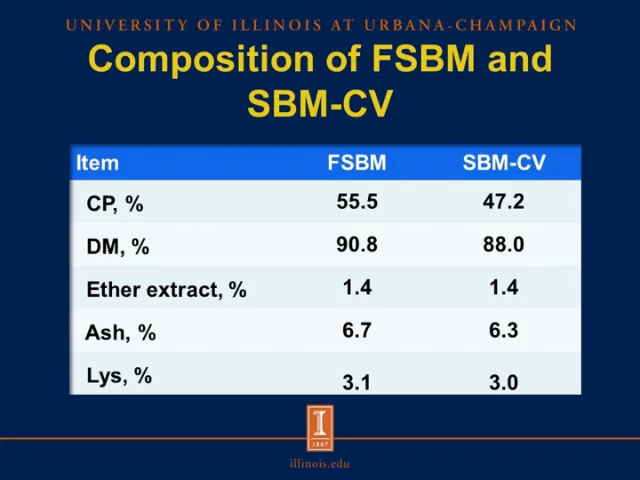 UNIVERSITY OF ILLINOIS AT URBANA-CHAMPAIGN
Composition of FSBM and
SBM-CV
Item FSBM SBM-CV
CP, % 55.5 47.2
DM, % 90.8 88.0
Ether extract, % 1.4 1.4
Ash, % 6.7 6.3
Lys, % 3.1 3.0
I
1867
illinois.edu